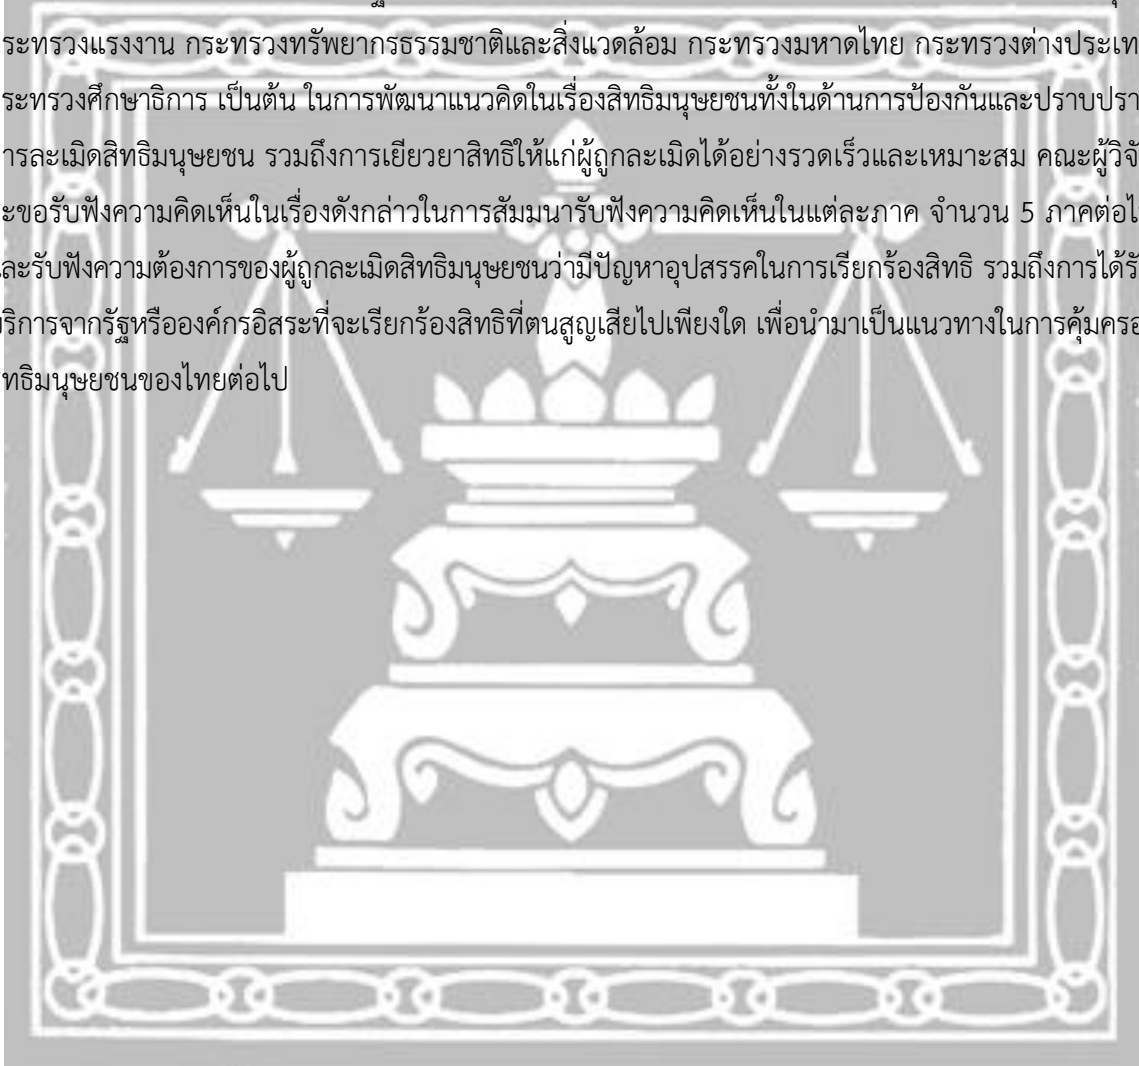 ระทรวงแรงงาน กระทรวงทรัพยากรธรรมชาติและสิ่งแวดล้อม กระทรวงมหาดไทย กระทรวงต่างประเท
ระทรวงศึกษาธิการ เป็นต้น ในการพัฒนาแนวคิดในเรื่องสิทธิมนุษยชนทั้งในด้านการป้องกันและปราบปรา
ารละเมิดสิทธิมนุษยชน รวมถึงการเยียวยาสิทธิให้แก่ผู้ถูกละเมิดได้อย่างรวดเร็วและเหมาะสม คณะผู้วิจั
ะขอรับฟังความคิดเห็นในเรื่องดังกล่าวในการสัมมนารับฟังความคิดเห็นในแต่ละภาค จำนวน 5 ภาคต่อไ
ละรับฟังความต้องการของผู้ถูกละเมิดสิทธิมนุษยชนว่ามีปัญหาอุปสรรคในการเรียกร้องสิทธิ รวมถึงการได้รั
ริการจากรัฐหรือองค์กรอิสระที่จะเรียกร้องสิทธิที่ตนสูญเสียไปเพียงใด เพื่อนำมาเป็นแนวทางในการคุ้มครอ
ทธิมนุษยชนของไทยต่อไป